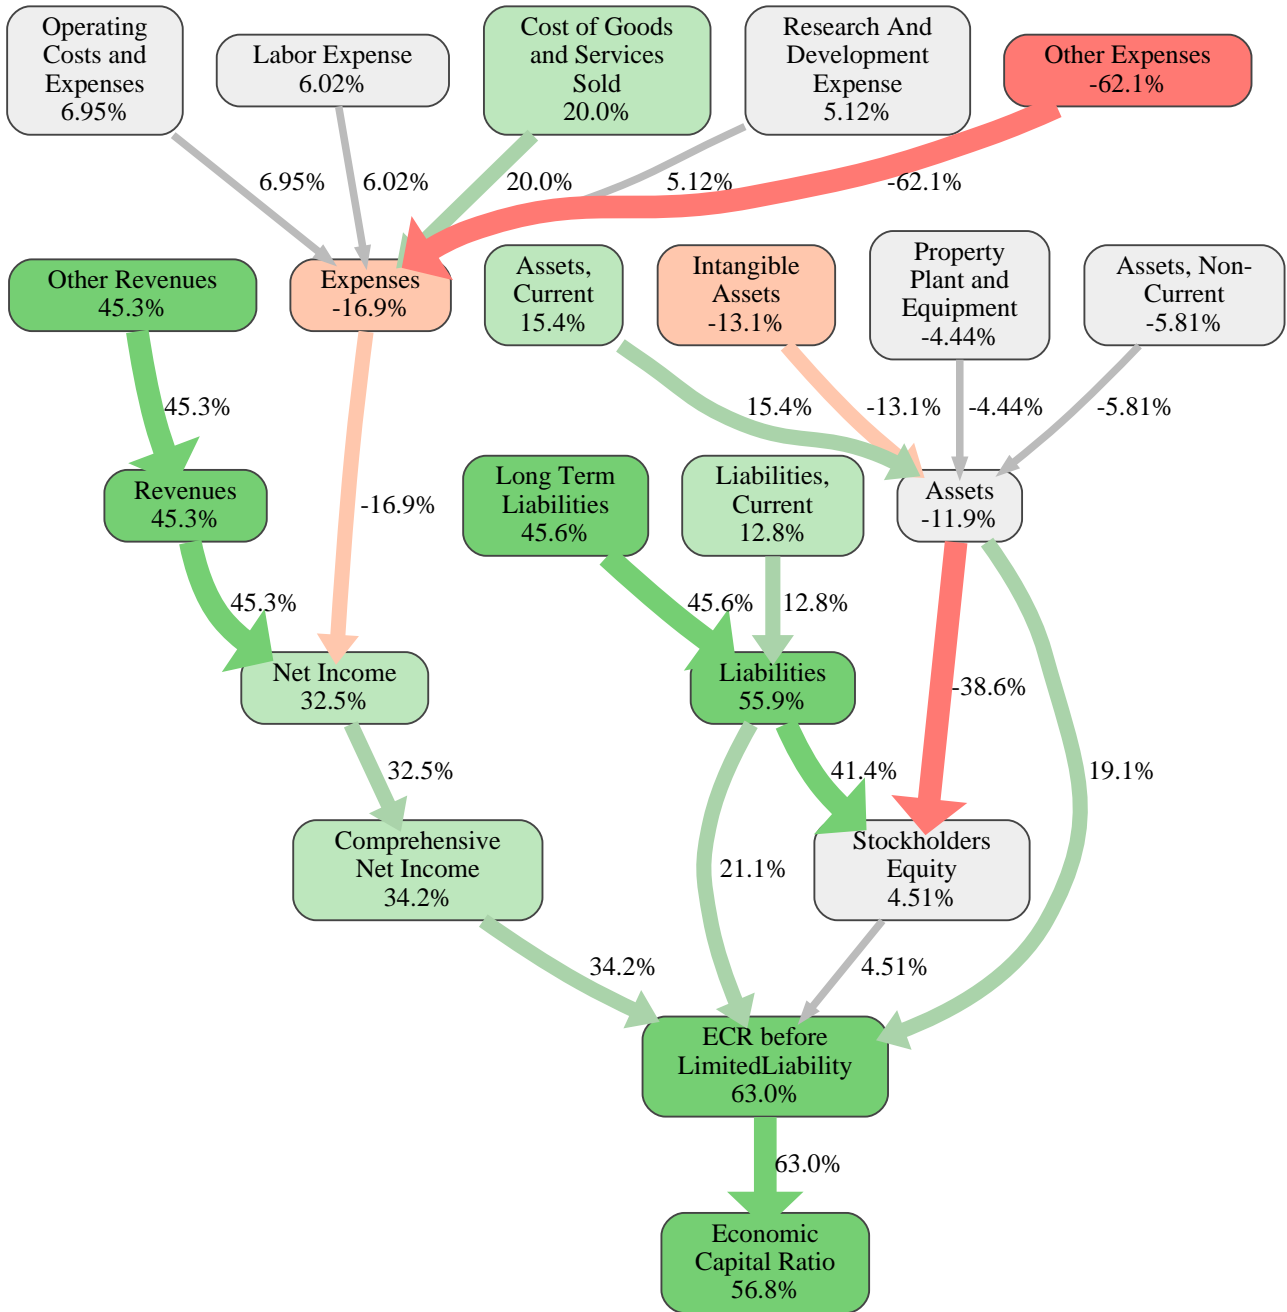 Operating
Costs and
Expenses
6.95%
Labor Expense
6.02%
Cost of Goods
and Services
Sold
20.0%
Research And
Development
Expense
5.12%
Other Expenses
-62.1%
6.95%
6.02%
20.0%
5.12%
-62.1%
Other Revenues
45.3%
Expenses
-16.9%
Assets,
Current
15.4%
Intangible
Assets
-13.1%
Property
Plant and
Equipment
-4.44%
Assets, Non-
Current
-5.81%
45.3%
15.4%
-13.1%
-4.44%
-5.81%
Revenues
45.3%
-16.9%
Long Term
Liabilities
45.6%
Liabilities,
Current
12.8%
Assets
-11.9%
45.3%
45.6%
12.8%
Net Income
32.5%
Liabilities
55.9%
-38.6%
32.5%
41.4%
19.1%
Comprehensive
Net Income
34.2%
21.1%
Stockholders
Equity
4.51%
34.2%
4.51%
ECR before
LimitedLiability
63.0%
63.0%
Economic
Capital Ratio
56.8%